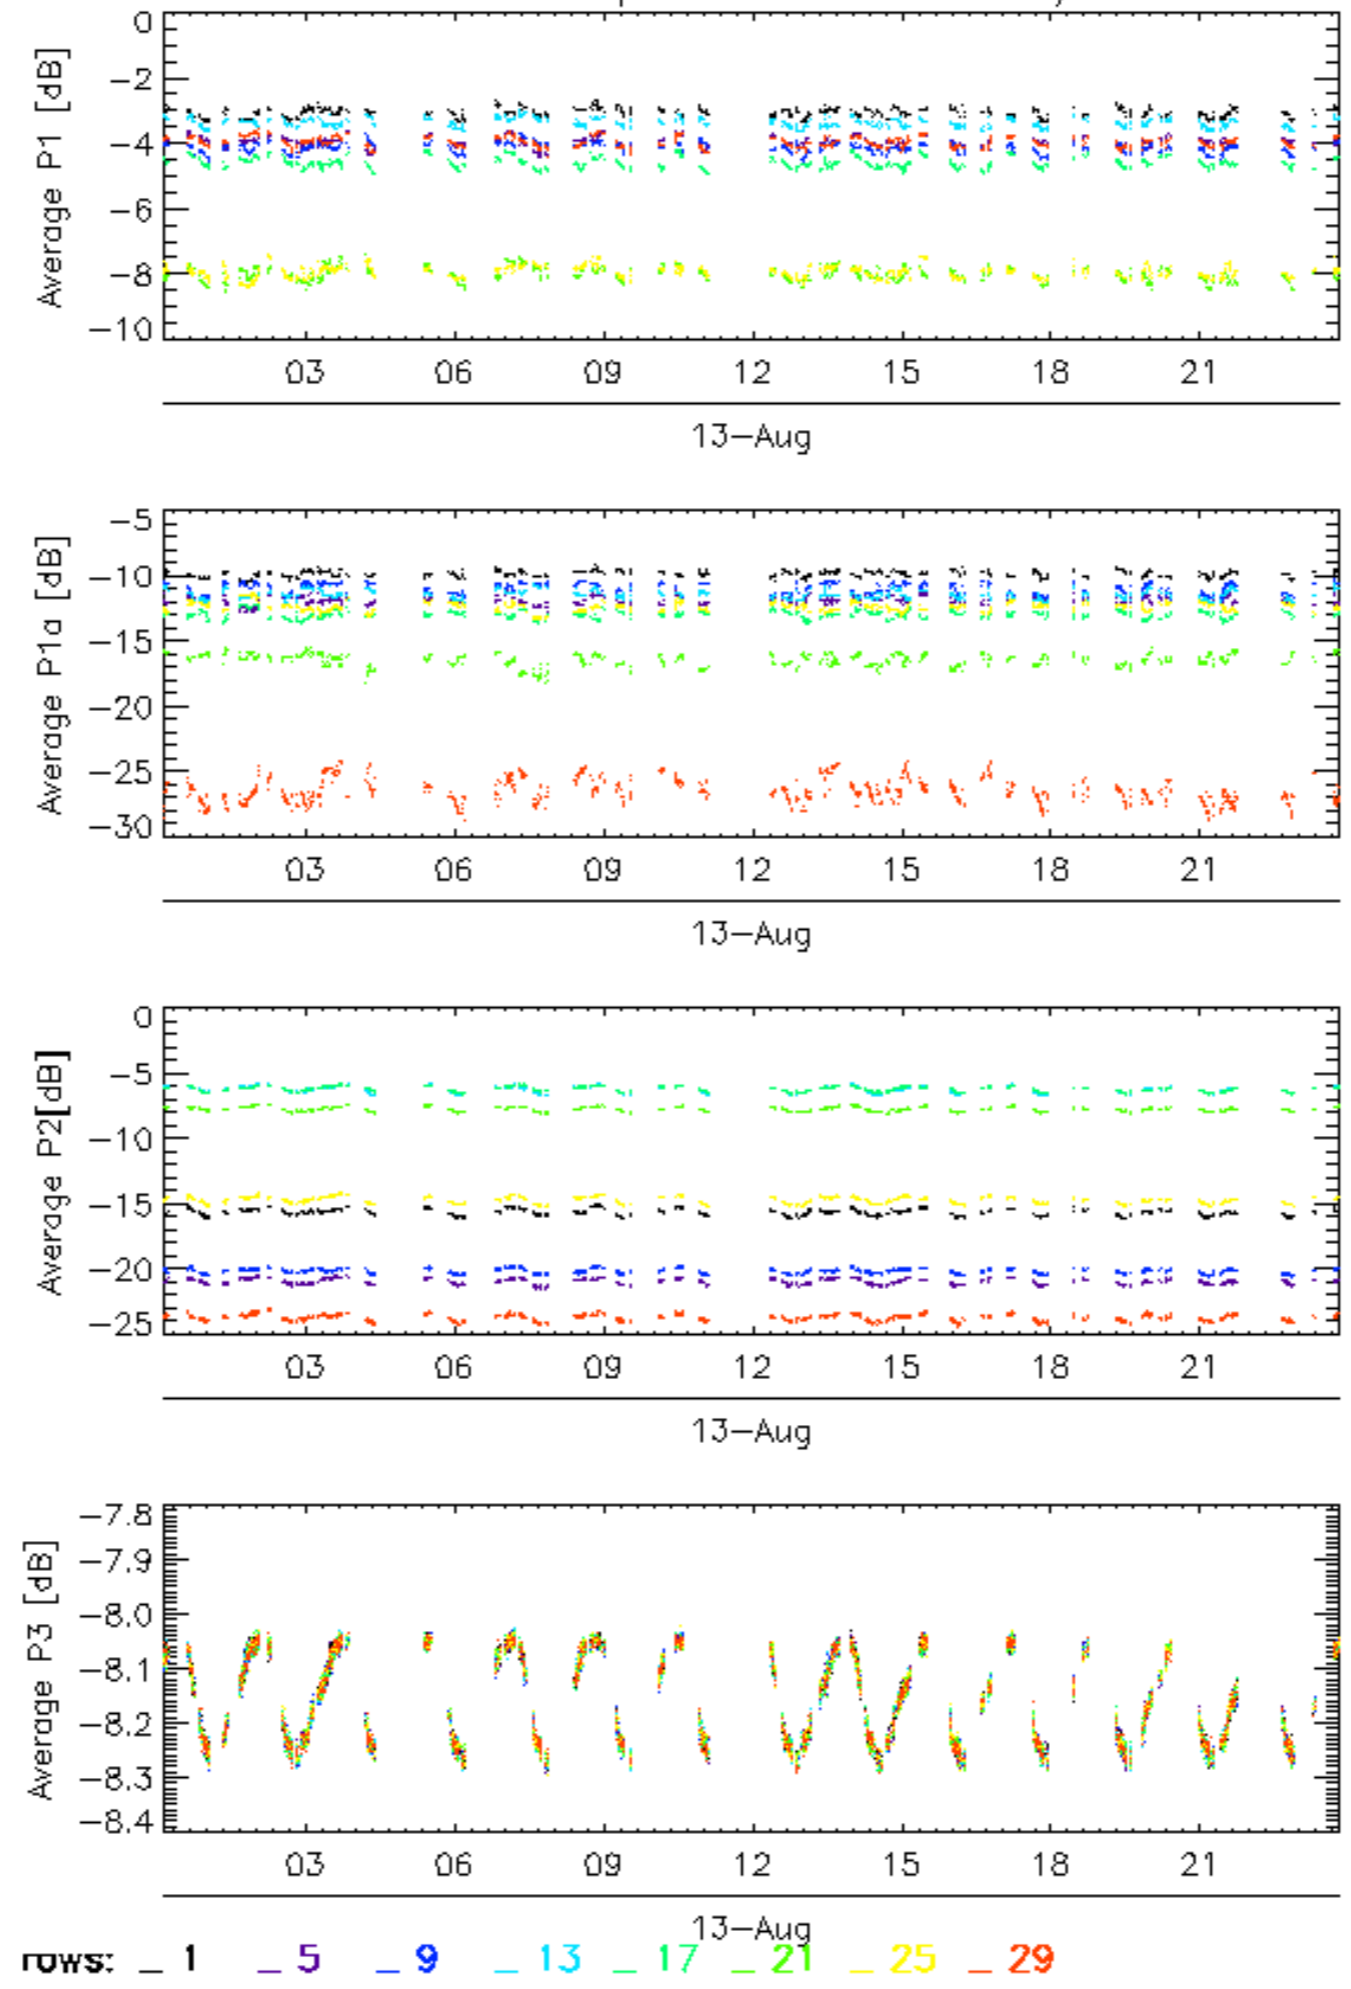 Average P1 [dB]
0
−2
−4
−6
−8
−10
03 06 09 12 15 18 21
13−Aug
Average P1a [dB]
−5
−10
−15
−20
−25
−30
03 06 09 12 15 18 21
13−Aug
Average P2[dB]
0
−5
−10
−15
−20
−25
03 06 09 12 15 18 21
13−Aug
Average P3 [dB]
−7.8
−7.9
−8.0
−8.1
−8.2
−8.3
−8.4
03 06 09 12 15 18 21
13−Aug
rows: _ 1 _ 5 _ 9 _ 13 _ 17 _ 21 _ 25 _ 29